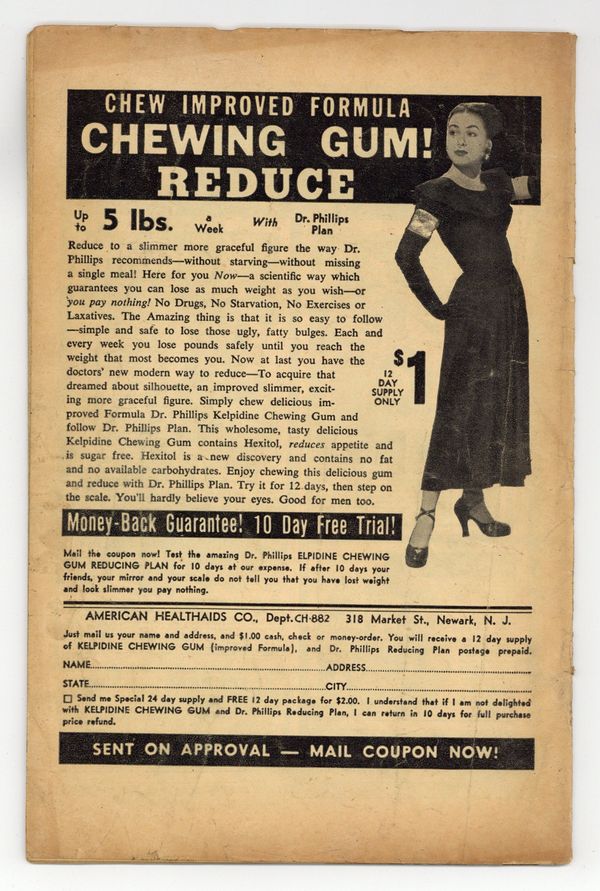 CHEW IMPROVED FORMULA
CHEWING GUM!
REDUCE
Up to 5 lbs. a Week With Dr. Phillips Plan
Reduce to a slimmer more graceful figure the way Dr.
Phillips recommends—without starving—without missing
a single meal! Here for you Now—a scientific way which
guarantees you can lose as much weight as you wish—or
you pay nothing! No Drugs, No Starvation, No Exercises or
Laxatives. The Amazing thing is that it is so easy to follow
—simple and safe to lose those ugly, fatty bulges. Each and
every week you lose pounds safely until you reach the
weight that most becomes you. Now at last you have the
doctors' new modern way to reduce—To acquire that
dreamed about silhouette, an improved slimmer, excit-
ing more graceful figure. Simply chew delicious im-
proved Formula Dr. Phillips Kelpidine Chewing Gum and
follow Dr. Phillips Plan. This wholesome, tasty delicious
Kelpidine Chewing Gum contains Hexitol, reduces appetite and
is sugar free. Hexitol is a new discovery and contains no fat
and no available carbohydrates. Enjoy chewing this delicious gum
and reduce with Dr. Phillips Plan. Try it for 12 days, then step on
the scale. You'll hardly believe your eyes. Good for men too.
$1
12
DAY
SUPPLY
ONLY
Money-Back Guarantee! 10 Day Free Trial!
Mail the coupon now! Test the amazing Dr. Phillips ELPIDINE CHEWING
GUM REDUCING PLAN for 10 days at our expense. If after 10 days your
friends, your mirror and your scale do not tell you that you have lost weight
and look slimmer you pay nothing.
AMERICAN HEALTHAIDS CO., Dept. CH-882 318 Market St., Newark, N. J.
Just mail us your name and address, and $1.00 cash, check or money-order. You will receive a 12 day supply
of KELPIDINE CHEWING GUM (improved Formula), and Dr. Phillips Reducing Plan postage prepaid.
NAME ADDRESS
STATE CITY
Send me Special 24 day supply and FREE 12 day package for $2.00. I understand that if I am not delighted
with KELPIDINE CHEWING GUM and Dr. Phillips Reducing Plan, I can return in 10 days for full purchase
price refund.
SENT ON APPROVAL — MAIL COUPON NOW!